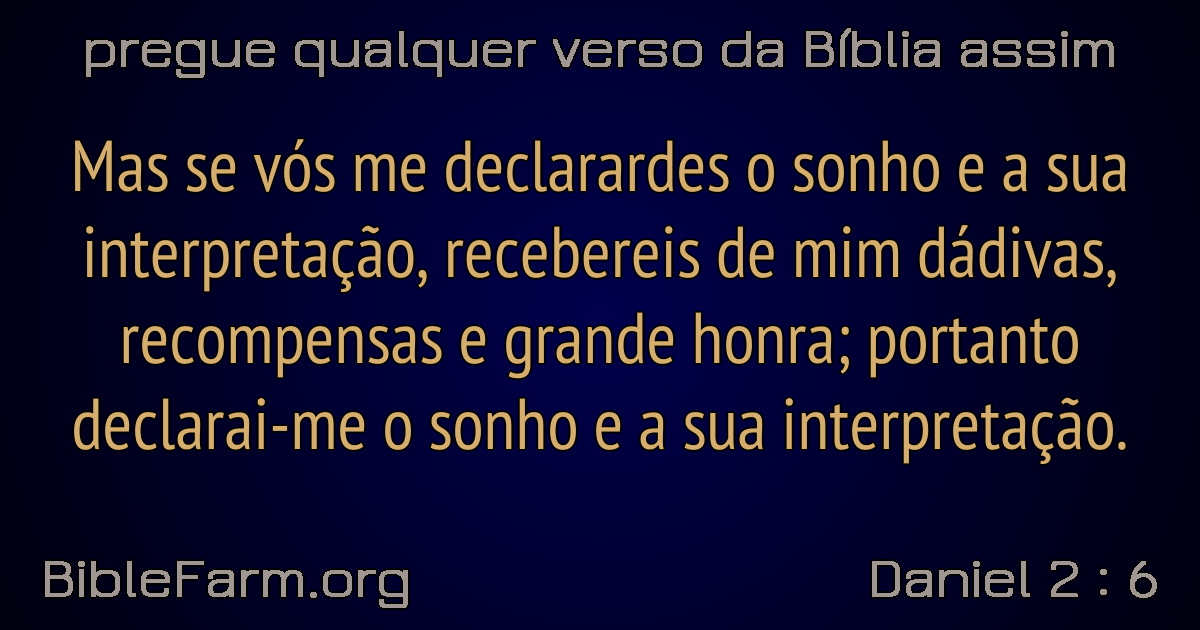 pregue qualquer verso da Bíblia assim
Mas se vós me declarardes o sonho e a sua
interpretação, recebereis de mim dádivas,
recompensas e grande honra; portanto
declarai-me o sonho e a sua interpretação.
BibleFarm.org
Daniel 2 : 6